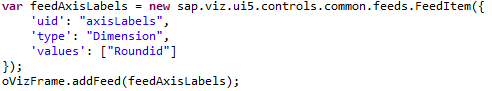 var feedAxisLabels = new sap.viz.ui5.controls.common.feeds.FeedItem({
'uid': "axisLabels",
'type': "Dimension",
'values': ["Roundid"]
});
oVizFrame.addFeed(feedAxisLabels);